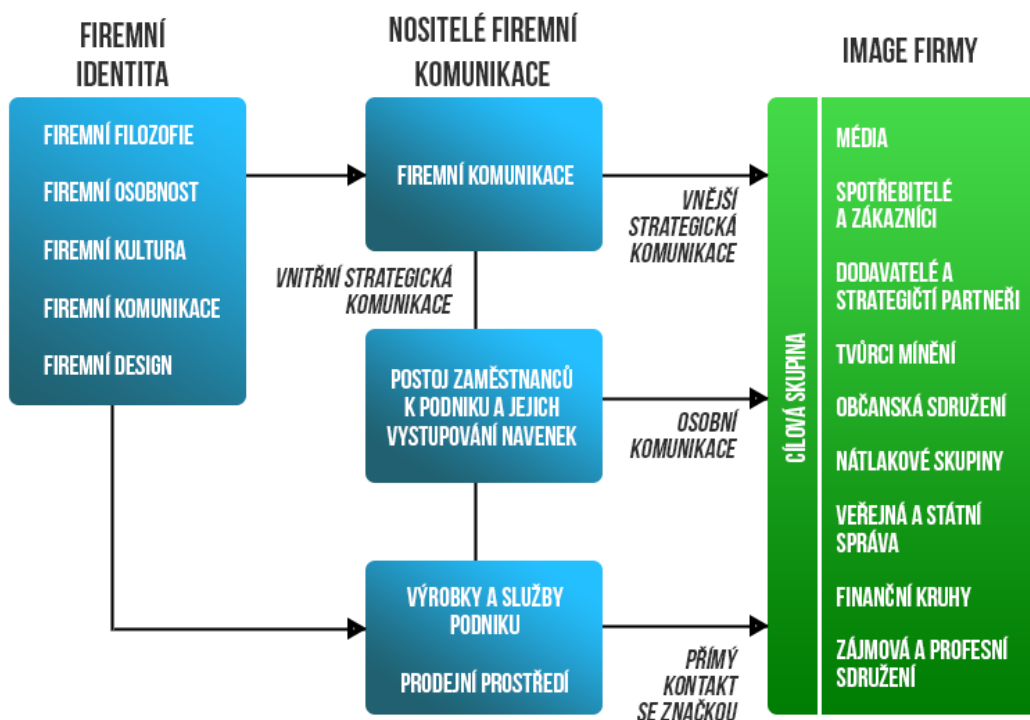 FIREMNÍ
IDENTITA
FIREMNÍ FILOZOFIE
FIREMNÍ OSOBNOST
FIREMNÍ KULTURA
FIREMNÍ KOMUNIKACE
FIREMNÍ DESIGN
NOSITELÉ FIREMNÍ
KOMUNIKACE
FIREMNÍ KOMUNIKACE
VNITŘNÍ STRATEGICKÁ
KOMUNIKACE
POSTOJ ZAMĚSTNANCŮ
K PODNIKU A JEJICH
VYSTUPOVÁNÍ NAVENEK
VÝROBKY A SLUŽBY
PODNIKU
PRODEJNÍ PROSTŘEDÍ
VNĚJŠÍ
STRATEGICKÁ
KOMUNIKACE
OSOBNÍ
KOMUNIKACE
PŘÍMÝ
KONTAKT
SE ZNAČKOU
IMAGE FIRMY
CÍLOVÁ SKUPINA
MÉDIA
SPOTŘEBITELÉ
A ZÁKAZNÍCI
DODAVATELÉ A
STRATEGIČTÍ PARTNEŘI
TVŮRCI MÍNĚNÍ
OBČANSKÁ SDRUŽENÍ
NÁTLAKOVÉ SKUPINY
VEŘEJNÁ A STÁTNÍ
SPRÁVA
FINANČNÍ KRUHY
ZÁJMOVÁ A PROFESNÍ
SDRUŽENÍ